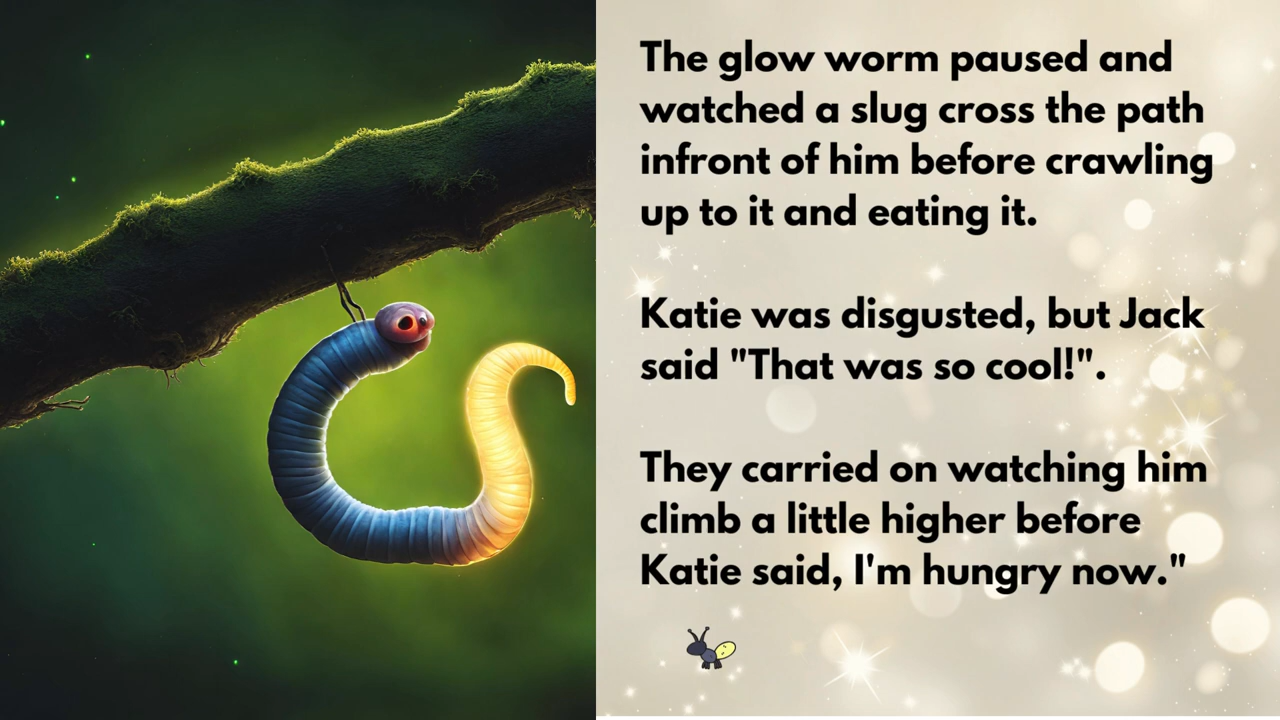 The glow worm paused and
watched a slug cross the path
infront of him before crawling
up to it and eating it.
Katie was disgusted, but Jack
said "That was so cool!".
They carried on watching him
climb a little higher before
Katie said, I'm hungry now."